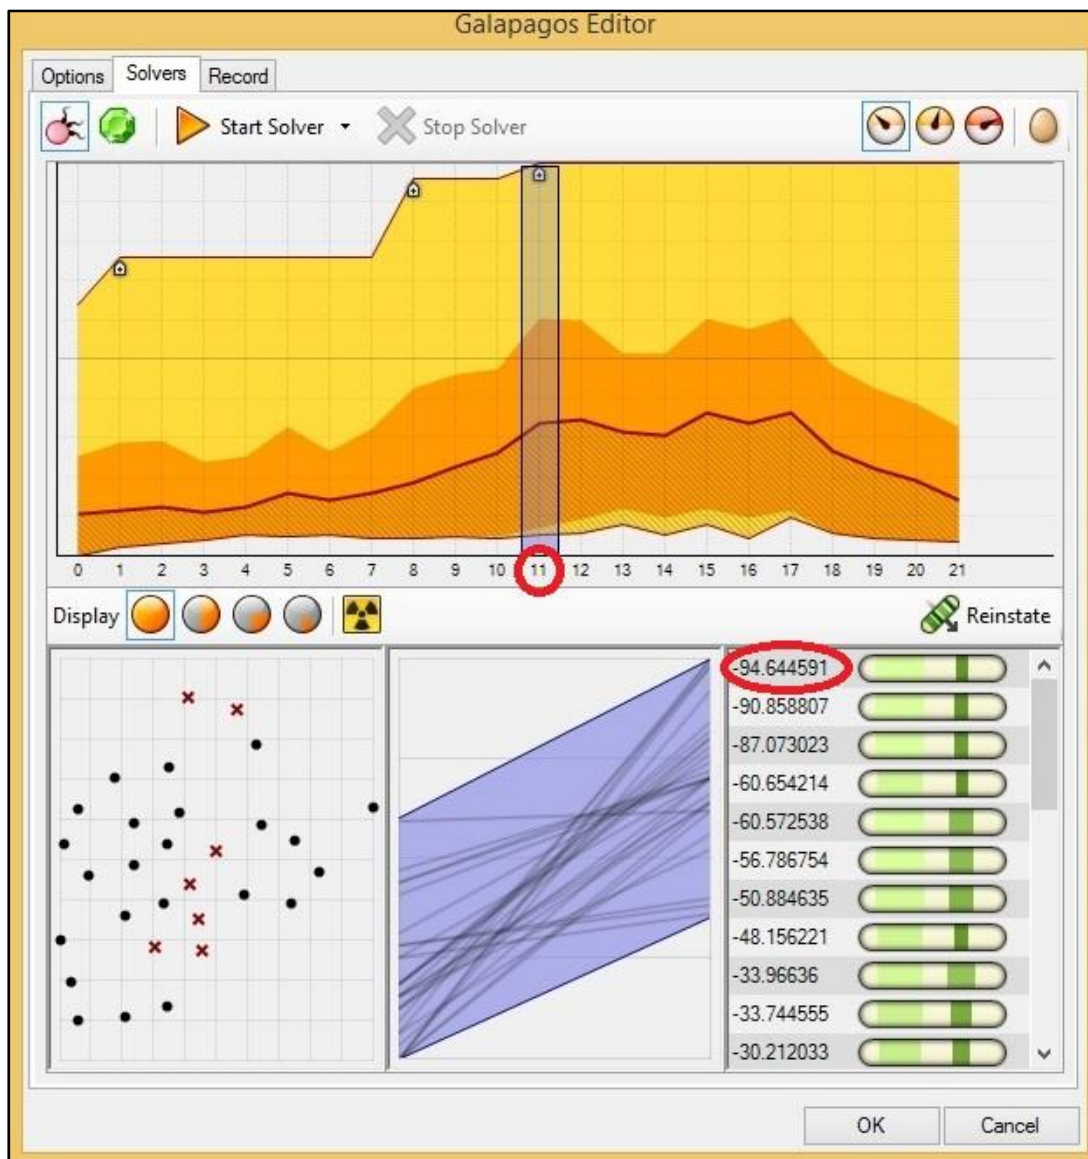 Galapagos Editor
Options Solvers Record
Start Solver Stop Solver
0 1 2 3 4 5 6 7 8 9 10 11 12 13 14 15 16 17 18 19 20 21
Display Reinstate
-94.644591
-90.858807
-87.073023
-60.654214
-60.572538
-56.786754
-50.884635
-48.156221
-33.96636
-33.744555
-30.212033
OK Cancel